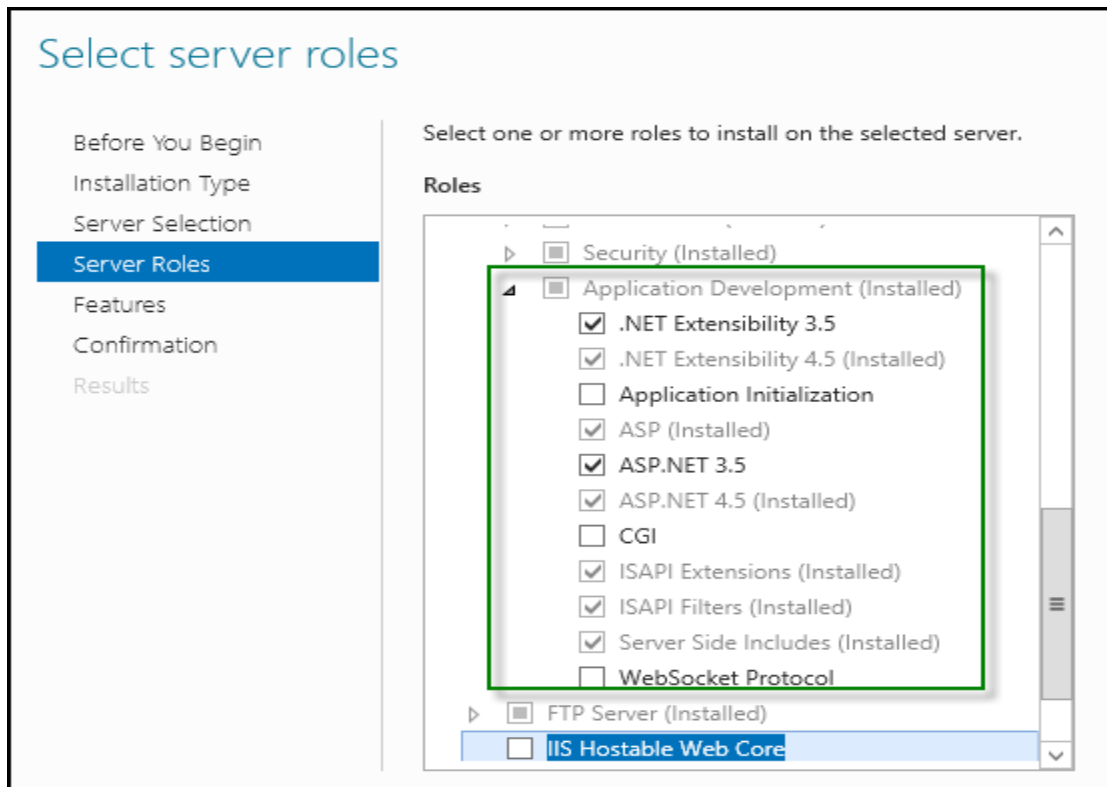 Select server roles
Before You Begin
Installation Type
Server Selection
Server Roles
Features
Confirmation
Results
Select one or more roles to install on the selected server.
Roles
Security (Installed)
Application Development (Installed)
.NET Extensibility 3.5
.NET Extensibility 4.5 (Installed)
Application Initialization
ASP (Installed)
ASP.NET 3.5
ASP.NET 4.5 (Installed)
CGI
ISAPI Extensions (Installed)
ISAPI Filters (Installed)
Server Side Includes (Installed)
WebSocket Protocol
FTP Server (Installed)
IIS Hostable Web Core